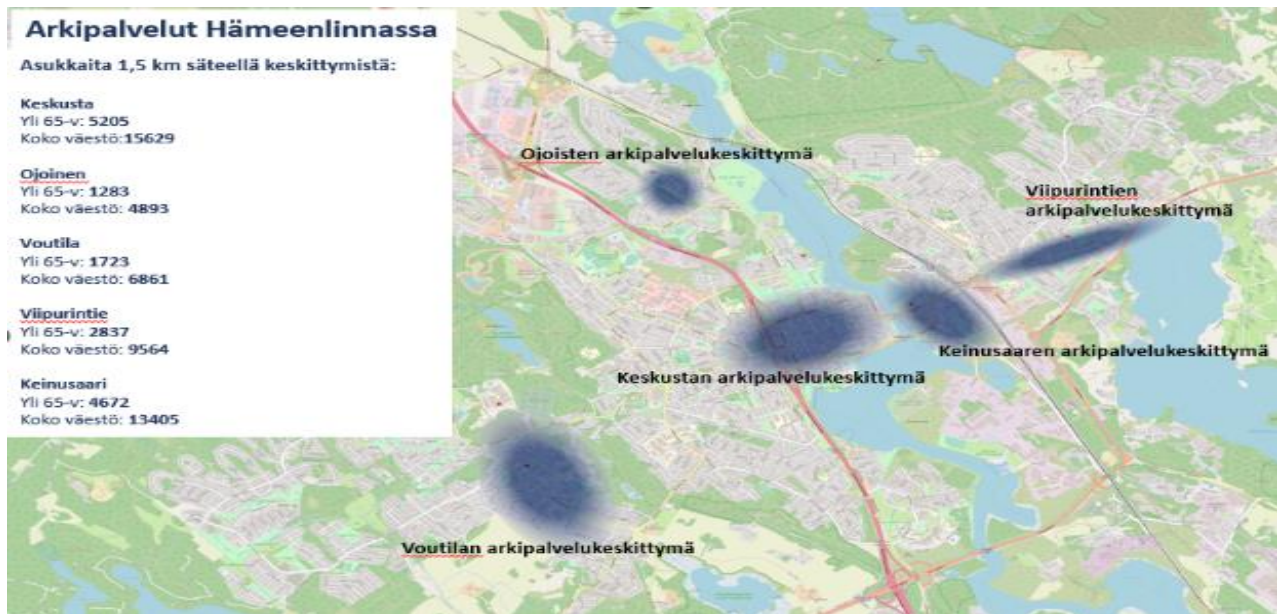 Arkipalvelut Hämeenlinnassa
Asukkaita 1,5 km säteellä keskittymistä:
Keskusta
Yli 65-v: 5205
Koko väestö:15629
Ojoinen
Yli 65-v: 1283
Koko väestö: 4893
Voutila
Yli 65-v: 1723
Koko väestö: 6861
Viipurintie
Yli 65-v: 2837
Koko väestö: 9564
Keinusaari
Yli 65-v: 4672
Koko väestö: 13405
Ojoisten arkipalvelukeskittymä
Viipurintien
arkipalvelukeskittymä
Keinusaaren arkipalvelukeskittymä
Keskustan arkipalvelukeskittymä
Voutilan arkipalvelukeskittymä